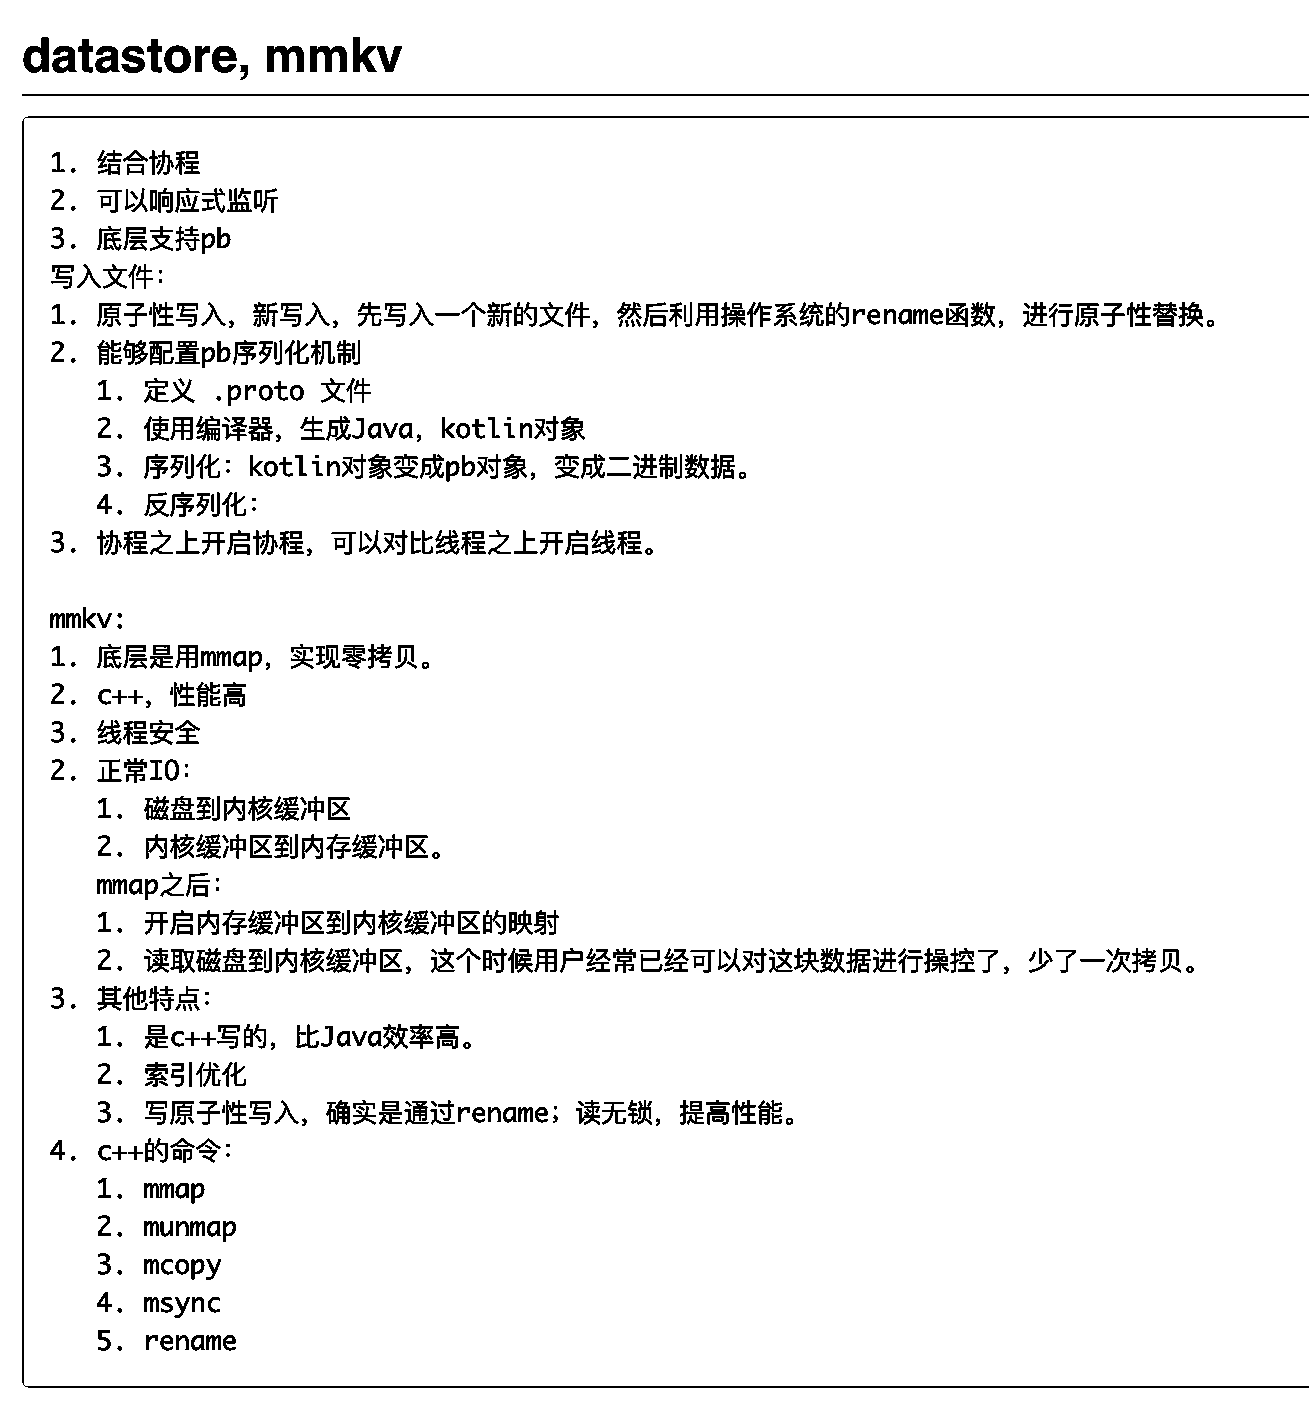 datastore, mmkv
1. 结合协程
2. 可以响应式监听
3. 底层支持pb
写入文件：
1. 原子性写入，新写入，先写入一个新的文件，然后利用操作系统的rename函数，进行原子性替换。
2. 能够配置pb序列化机制
1. 定义 .proto 文件
2. 使用编译器，生成Java，kotlin对象
3. 序列化：kotlin对象变成pb对象，变成二进制数据。
4. 反序列化：
3. 协程之上开启协程，可以对比线程之上开启线程。
mmkv：
1. 底层是用mmap，实现零拷贝。
2. c++，性能高
3. 线程安全
2. 正常IO：
1. 磁盘到内核缓冲区
2. 内核缓冲区到内存缓冲区。
mmap之后：
1. 开启内存缓冲区到内核缓冲区的映射
2. 读取磁盘到内核缓冲区，这个时候用户经常已经可以对这块数据进行操控了，少了一次拷贝。
3. 其他特点：
1. 是c++写的，比Java效率高。
2. 索引优化
3. 写原子性写入，确实是通过rename；读无锁，提高性能。
4. c++的命令：
1. mmap
2. munmap
3. mcopy
4. msync
5. rename